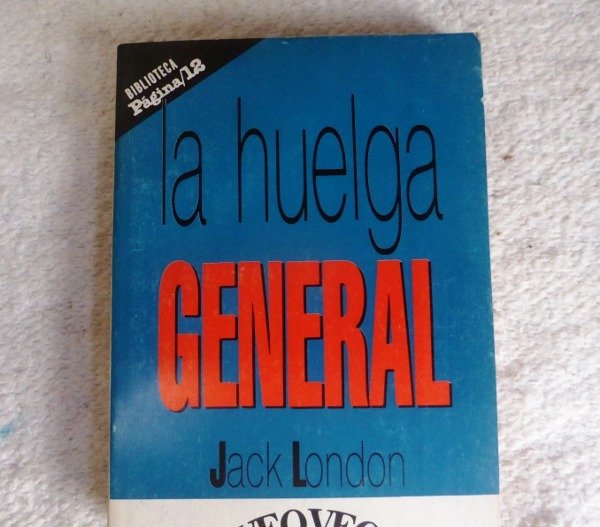 BIBLIOTECA
Página/12
la huelga
GENERAL
Jack London